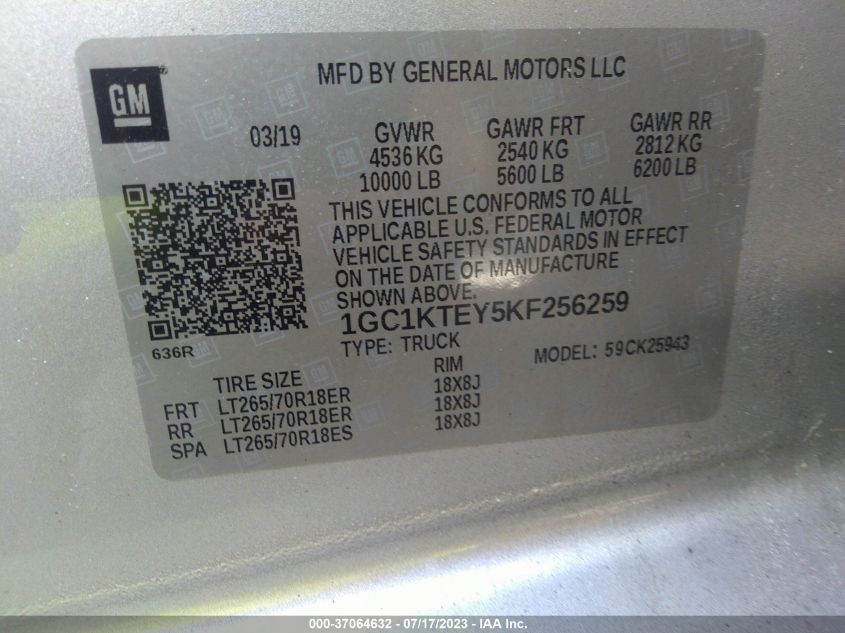 GM
MFD BY GENERAL MOTORS LLC
03/19 GVWR GAWR FRT GAWR RR
4536 KG 2540 KG 2812 KG
10000 LB 5600 LB 6200 LB
THIS VEHICLE CONFORMS TO ALL
APPLICABLE U.S. FEDERAL MOTOR
VEHICLE SAFETY STANDARDS IN EFFECT
ON THE DATE OF MANUFACTURE
SHOWN ABOVE.
1GC1KTEY5KF256259
636R
TYPE: TRUCK MODEL: 59CK25943
TIRE SIZE RIM
FRT LT265/70R18ER 18X8J
RR LT265/70R18ER 18X8J
SPA LT265/70R18ES 18X8J
000-37064632 - 07/17/2023 - IAA Inc.